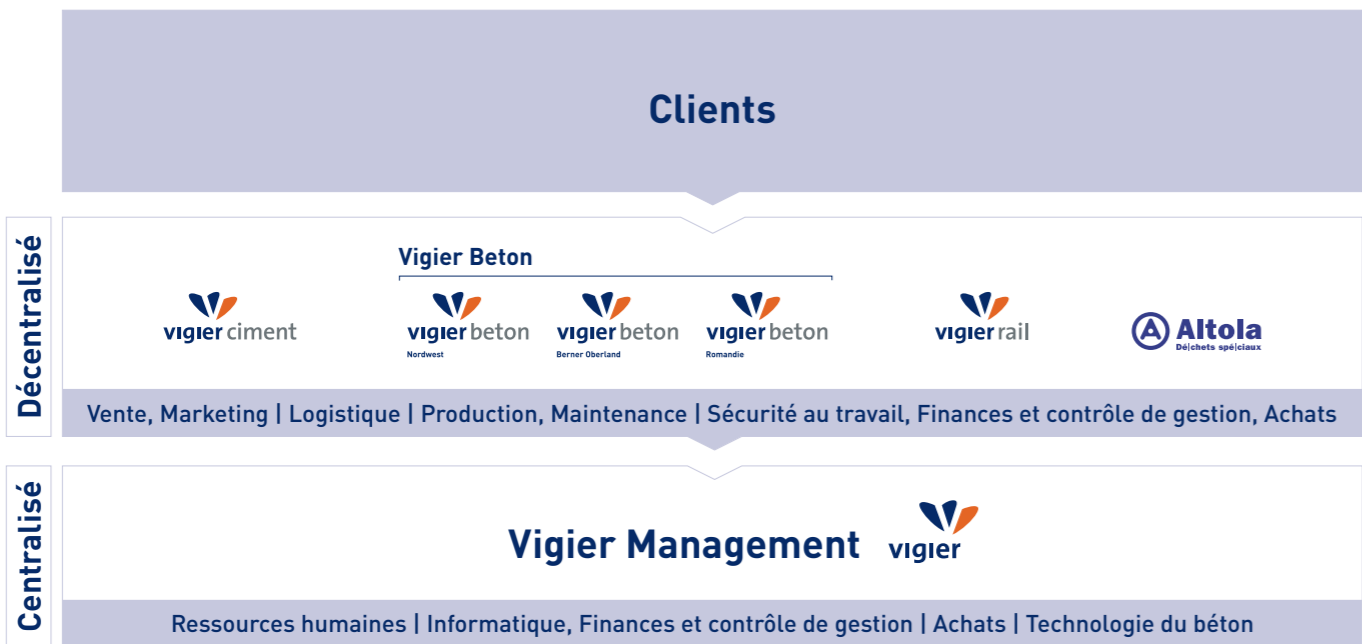 Clients
Décentralisé
Vigier Beton
vigier ciment
vigier beton
Nordwest
vigier beton
Berner Oberland
vigier beton
Romandie
vigier rail
Altola
Dé|chets spé|ciaux
Vente, Marketing | Logistique | Production, Maintenance | Sécurité au travail, Finances et contrôle de gestion, Achats
Centralisé
Vigier Management
vigier
Ressources humaines | Informatique, Finances et contrôle de gestion | Achats | Technologie du béton